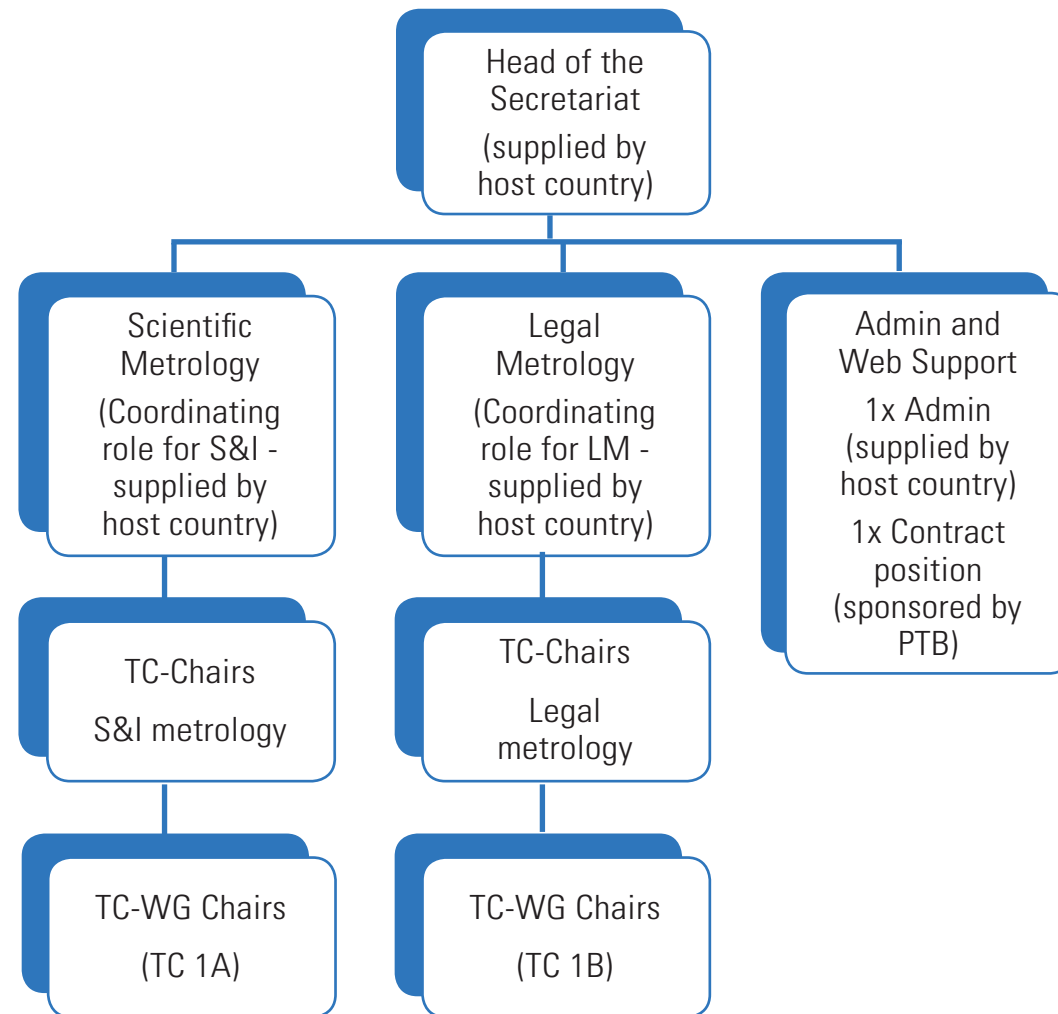 Head of the
Secretariat
(supplied by
host country)
Scientific
Metrology
(Coordinating
role for S&I -
supplied by
host country)
Legal
Metrology
(Coordinating
role for LM -
supplied by
host country)
Admin and
Web Support
1x Admin
(supplied by
host country)
1x Contract
position
(sponsored by
PTB)
TC-Chairs
S&I metrology
TC-Chairs
Legal
metrology
TC-WG Chairs
(TC 1A)
TC-WG Chairs
(TC 1B)